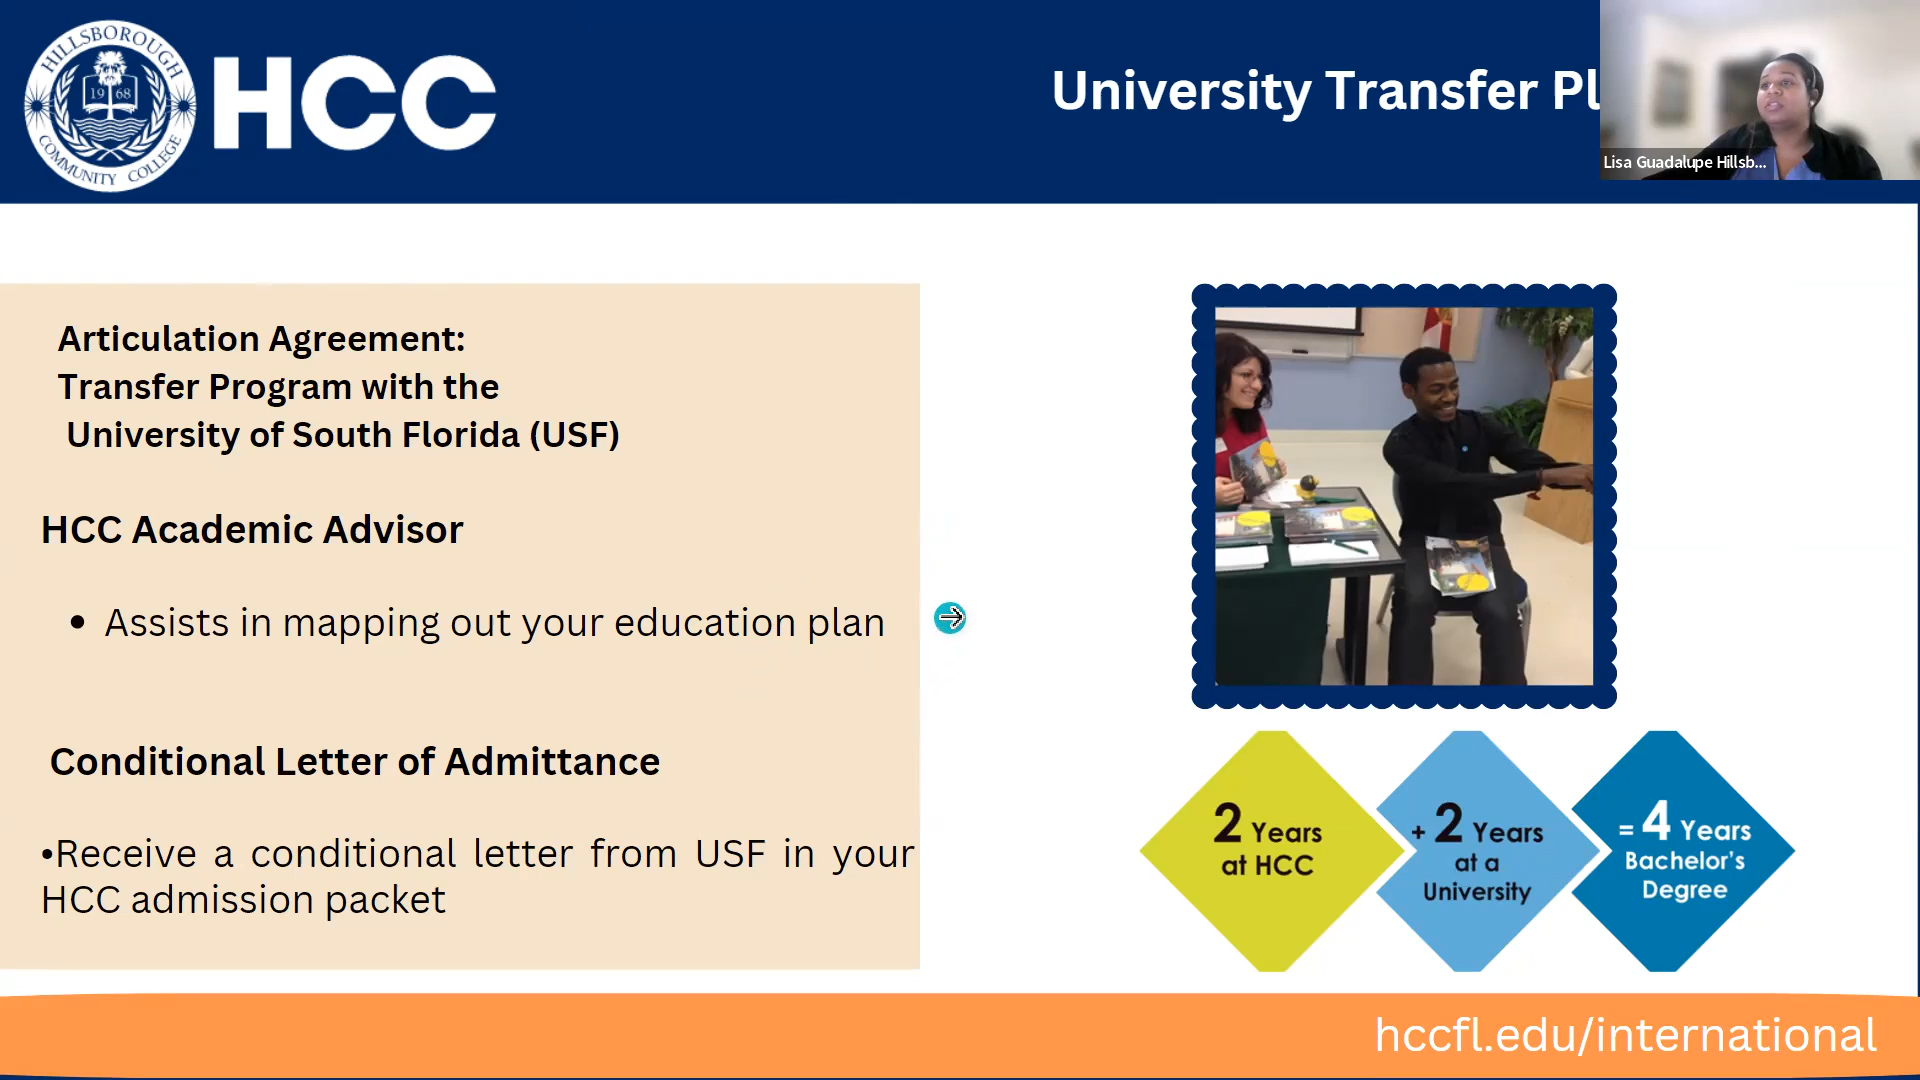 HILLSBOROUGH
COMMUNITY COLLEGE
19 68
HCC
University Transfer Pl
Lisa Guadalupe Hillsb...
Articulation Agreement:
Transfer Program with the
University of South Florida (USF)
HCC Academic Advisor
• Assists in mapping out your education plan
Conditional Letter of Admittance
•Receive a conditional letter from USF in your
HCC admission packet
2 Years
at HCC
+ 2 Years
at a
University
= 4 Years
Bachelor's
Degree
hccfl.edu/international